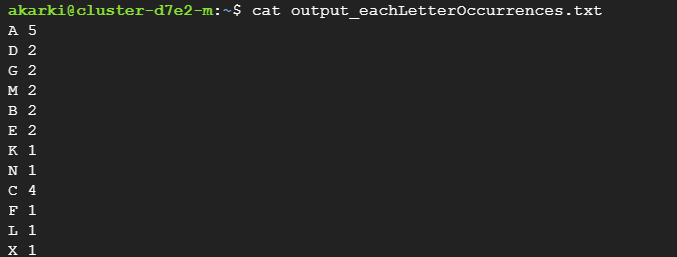 akarki@cluster-d7e2-m:~$ cat output_eachLetterOccurrences.txt
A 5
D 2
G 2
M 2
B 2
E 2
K 1
N 1
C 4
F 1
L 1
X 1